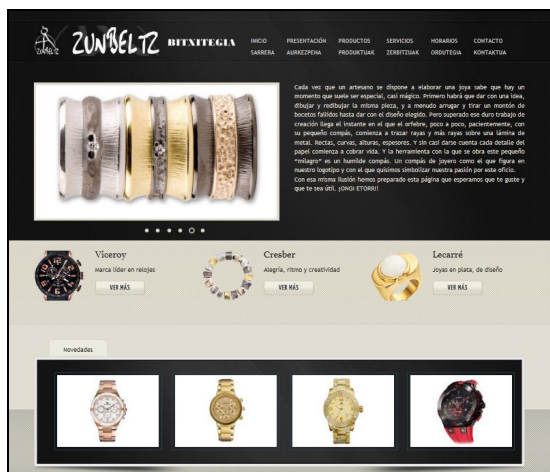 ZUNBELTZ BITXITEGIA
INICIO PRESENTACIÓN PRODUCTOS SERVICIOS HORARIOS CONTACTO
SARRERA AURKEZPENA PRODUKTUAK ZERBITZUAK ORDUTEGIA KONTAKTUA
Cada vez que un artesano se dispone a elaborar una joya sabe que hay un
momento que suele ser especial, casi mágico. Primero habrá que dar con una idea,
dibujar y redibujar la misma pieza, y a menudo arrugar y tirar un montón de
bocetos fallidos hasta dar con el diseño elegido. Pero superado ese duro trabajo de
creación llega el instante en el que el orfebre, poco a poco, pacientemente, con
su pequeño compás, comienza a trazar rayas y más rayas sobre una lámina de
metal. Rectas, curvas, alturas, espesores. Y sin casi darse cuenta cada detalle del
papel comienza a cobrar vida. Y la herramienta con la que se obra este pequeño
“milagro” es un humilde compás. Un compás de joyero como el que figura en
nuestro logotipo y con el que quisimos simbolizar nuestra pasión por este oficio.
Con esa misma ilusión hemos preparado esta página que esperamos que te guste y
que te sea útil. ¡ONGI ETORRI!
Viceroy
Marca líder en relojes
VER MÁS
Cresber
Alegría, ritmo y creatividad
VER MÁS
Lecarré
Joyas en plata, de diseño
VER MÁS
Novedades